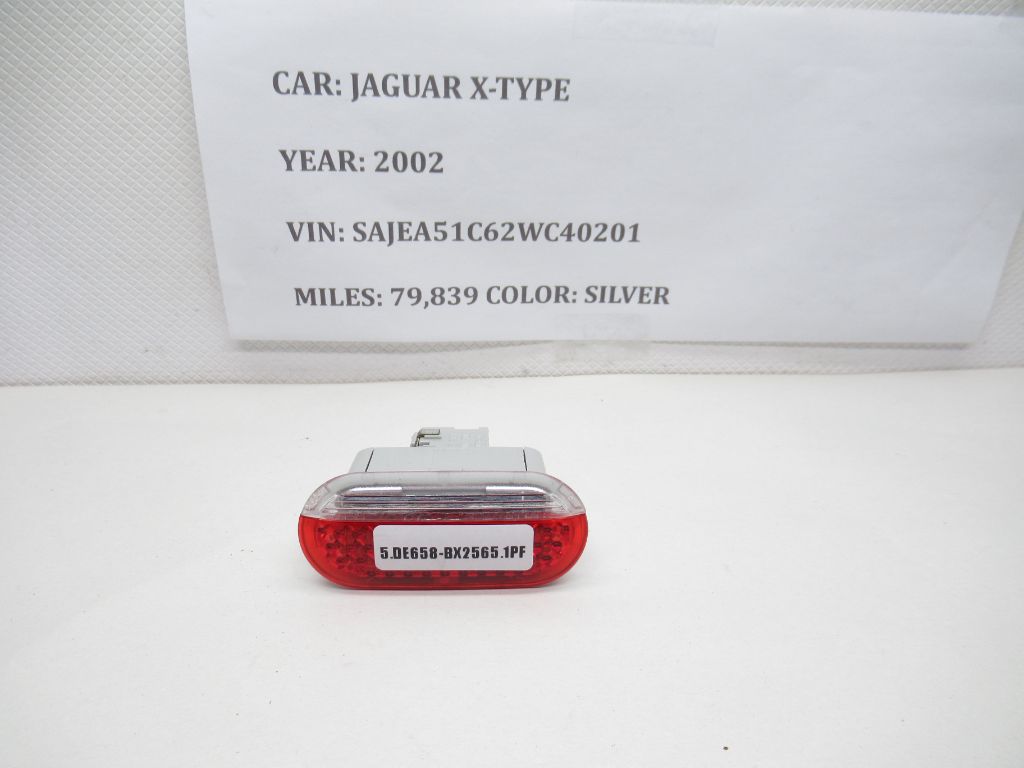 CAR: JAGUAR X-TYPE
YEAR: 2002
VIN: SAJEA51C62WC40201
MILES: 79,839 COLOR: SILVER
5.DE658-BX2565.1PF